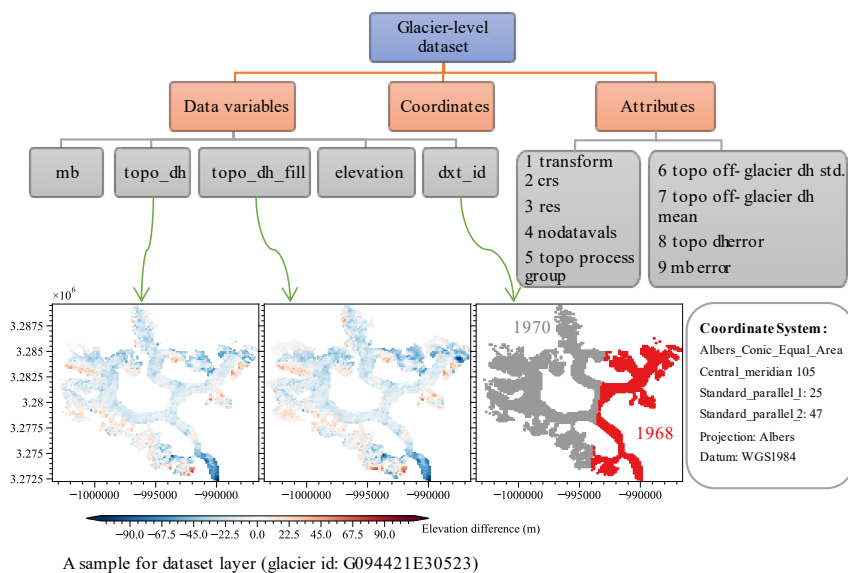 Glacier-level
dataset
Data variables
Coordinates
Attributes
mb
topo_dh
topo_dh_fill
elevation
dxt_id
1 transform
2 crs
3 res
4 nodatavals
5 topo process
group
6 topo off- glacier dh std.
7 topo off-glacier dh
mean
8 topo dherror
9 mb error
×10⁶
3.2875
3.285
3.2825
3.28
3.2775
3.275
3.2725
1970
1968
−1000000 −995000 −990000
−1000000 −995000 −990000
−1000000 −995000 −990000
Coordinate System :
Albers_Conic_Equal_Area
Central_meridian: 105
Standard_parallel_1: 25
Standard_parallel_2: 47
Projection: Albers
Datum: WGS1984
−90.0 −67.5 −45.0 −22.5 0.0 22.5 45.0 67.5 90.0
Elevation difference (m)
A sample for dataset layer (glacier id: G094421E30523)